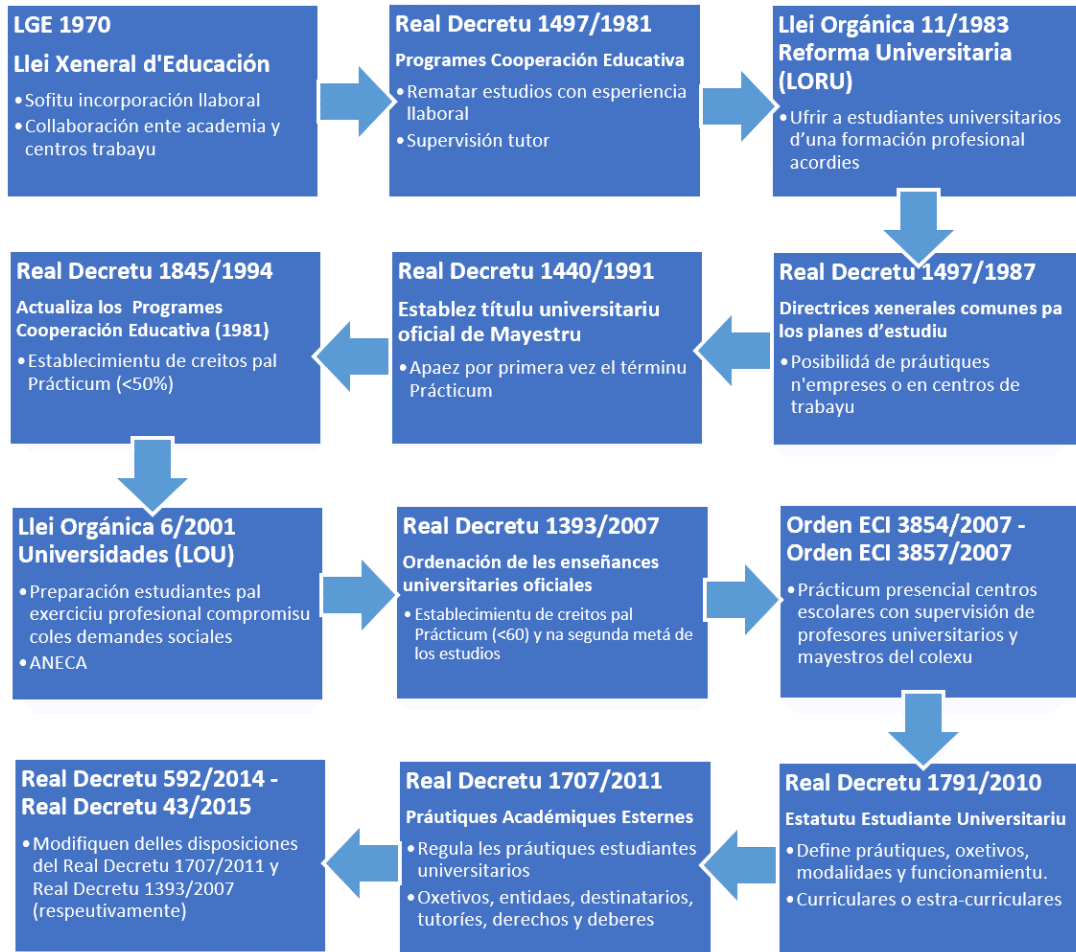 LGE 1970
Llei Xeneral d'Educación
• Sofitu incorporación llaboral
• Collaboración ente academia y
centros trabayu
Real Decretu 1497/1981
Programes Cooperación Educativa
• Rematar estudios con esperiencia
llaboral
• Supervisión tutor
Llei Orgánica 11/1983
Reforma Universitaria
(LORU)
• Ufrir a estudiantes universitarios
d’una formación profesional
acordies
Real Decretu 1497/1987
Directrices xenerales comunes pa
los planes d’estudiu
• Posibilidá de práutiques
n'empreses o en centros de
trabayu
Real Decretu 1440/1991
Establez títulu universitariu
oficial de Mayestru
• Apaez por primera vez el términu
Prácticum
Real Decretu 1845/1994
Actualiza los Programes
Cooperación Educativa (1981)
• Establecimientu de creitos pal
Prácticum (<50%)
Llei Orgánica 6/2001
Universidades (LOU)
• Preparación estudiantes pal
exerciciu profesional compromisu
coles demandes sociales
• ANECA
Real Decretu 1393/2007
Ordenación de les enseñances
universitaries oficiales
• Establecimientu de creitos pal
Prácticum (<60) y na segunda metá de
los estudios
Orden ECI 3854/2007 -
Orden ECI 3857/2007
• Prácticum presencial centros
escolares con supervisión de
profesores universitarios y
mayestros del colexu
Real Decretu 1791/2010
Estatutu Estudiante Universitariu
• Define práutiques, oxetivos,
modalidaes y funcionamientu.
• Curriculares o estra-curriculares
Real Decretu 1707/2011
Práutiques Académiques Esternes
• Regula les práutiques estudiantes
universitarios
• Oxetivos, entidaes, destinatarios,
tutoríes, derechos y deberes
Real Decretu 592/2014 -
Real Decretu 43/2015
• Modifiquen delles disposiciones
del Real Decretu 1707/2011 y
Real Decretu 1393/2007
(respeutivamente)